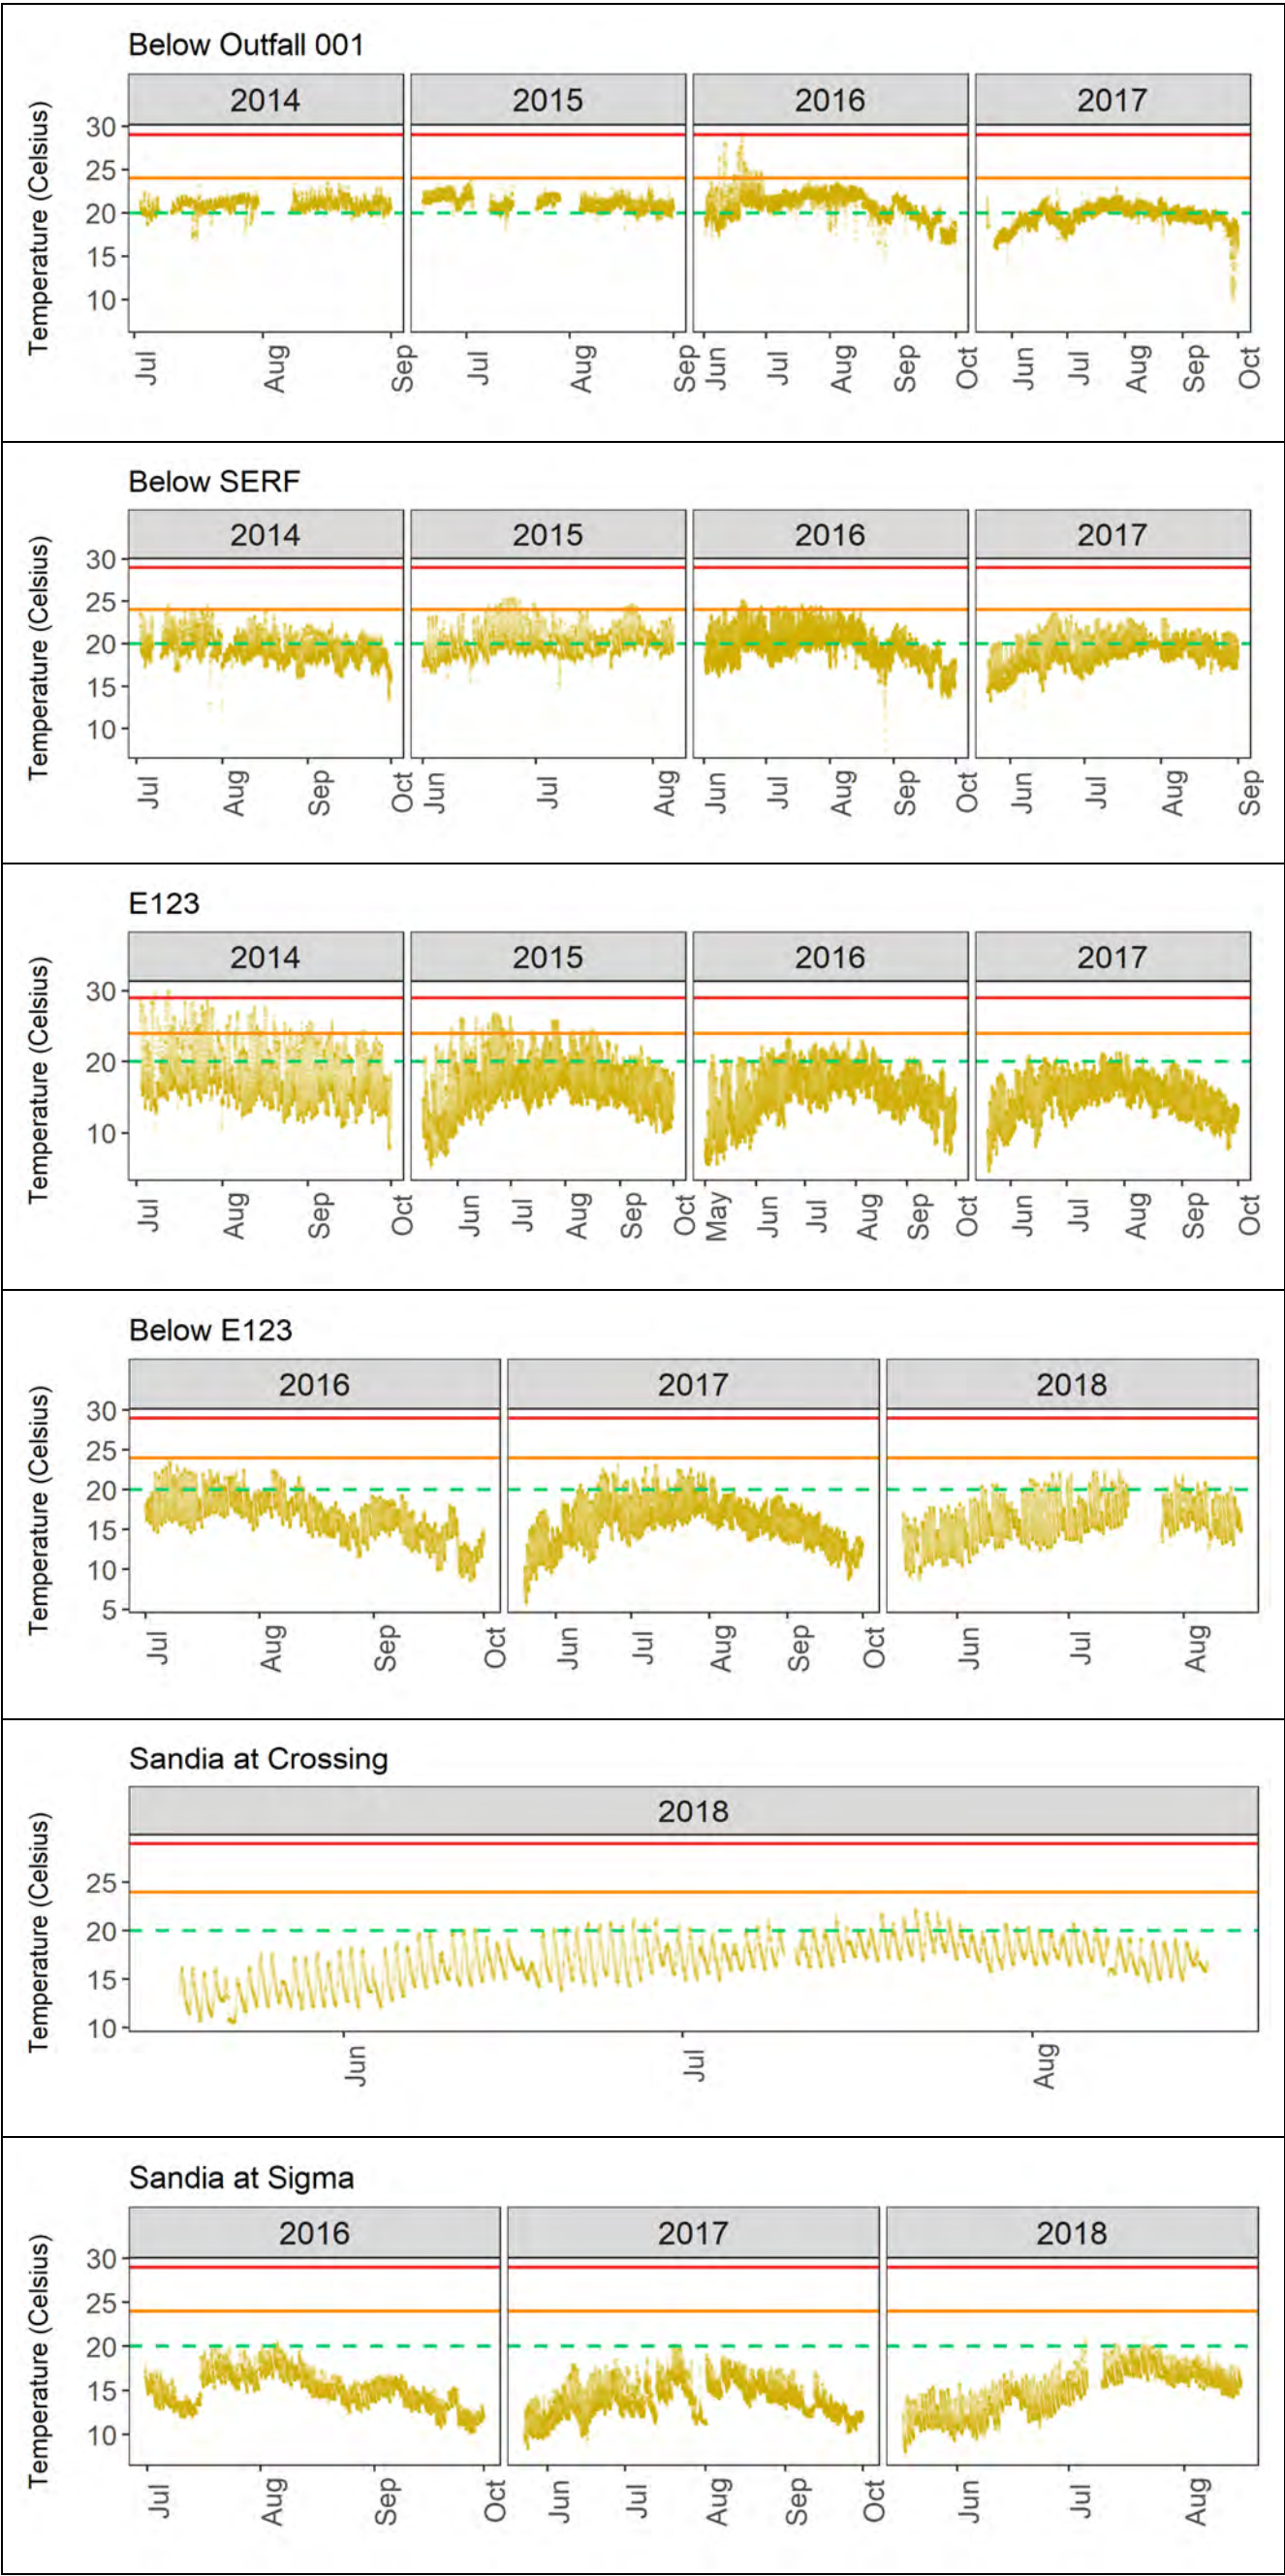 Below Outfall 001
2014 2015 2016 2017
Temperature (Celsius)
30
25
20
15
10
Jul Aug Sep Jul Aug Sep Jun Jul Aug Sep Oct Jun Jul Aug Sep Oct
Below SERF
2014 2015 2016 2017
Temperature (Celsius)
30
25
20
15
10
Jul Aug Sep Oct Jun Jul Aug Jun Jul Aug Sep Oct Jun Jul Aug Sep
E123
2014 2015 2016 2017
Temperature (Celsius)
30
20
10
Jul Aug Sep Oct Jun Jul Aug Sep Oct May Jun Jul Aug Sep Oct Jun Jul Aug Sep Oct
Below E123
2016 2017 2018
Temperature (Celsius)
30
25
20
15
10
5
Jul Aug Sep Oct Jun Jul Aug Sep Oct Jun Jul Aug
Sandia at Crossing
2018
Temperature (Celsius)
25
20
15
10
Jun Jul Aug
Sandia at Sigma
2016 2017 2018
Temperature (Celsius)
30
25
20
15
10
Jul Aug Sep Oct Jun Jul Aug Sep Oct Jun Jul Aug